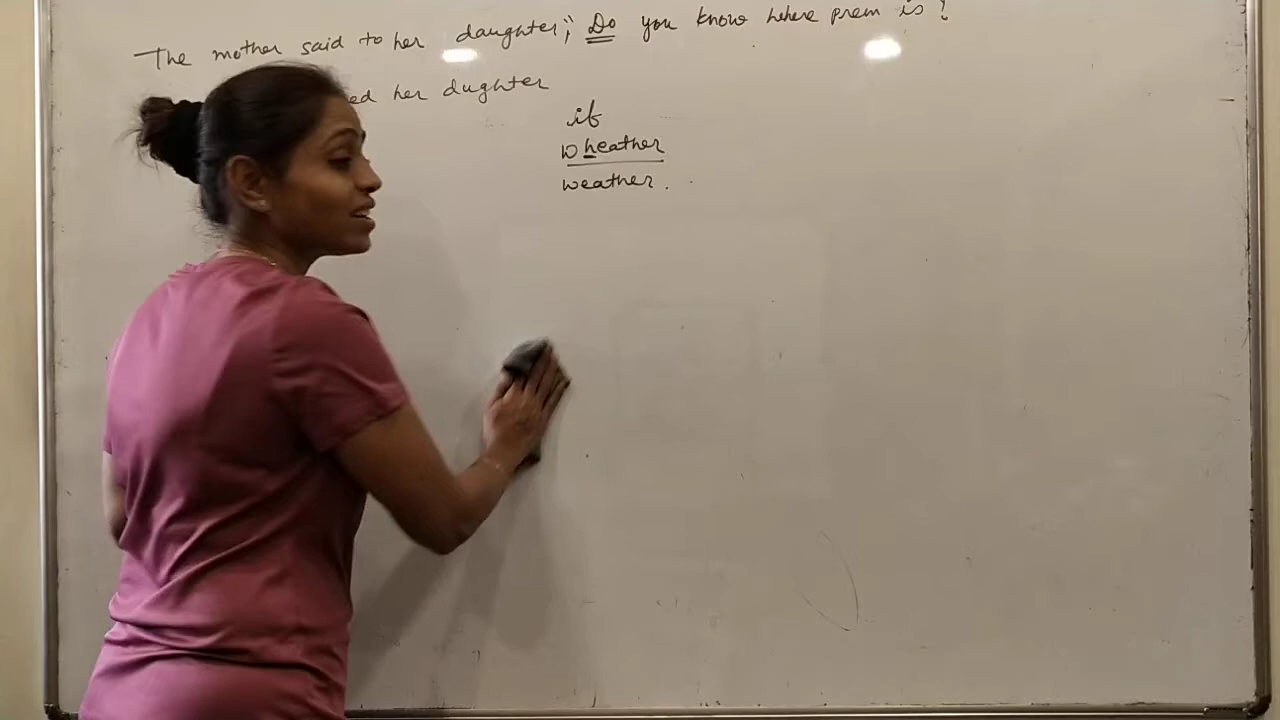 The mother said to her daughter;" Do you know where prem is?
ed her dughter
if
wheather
weather.